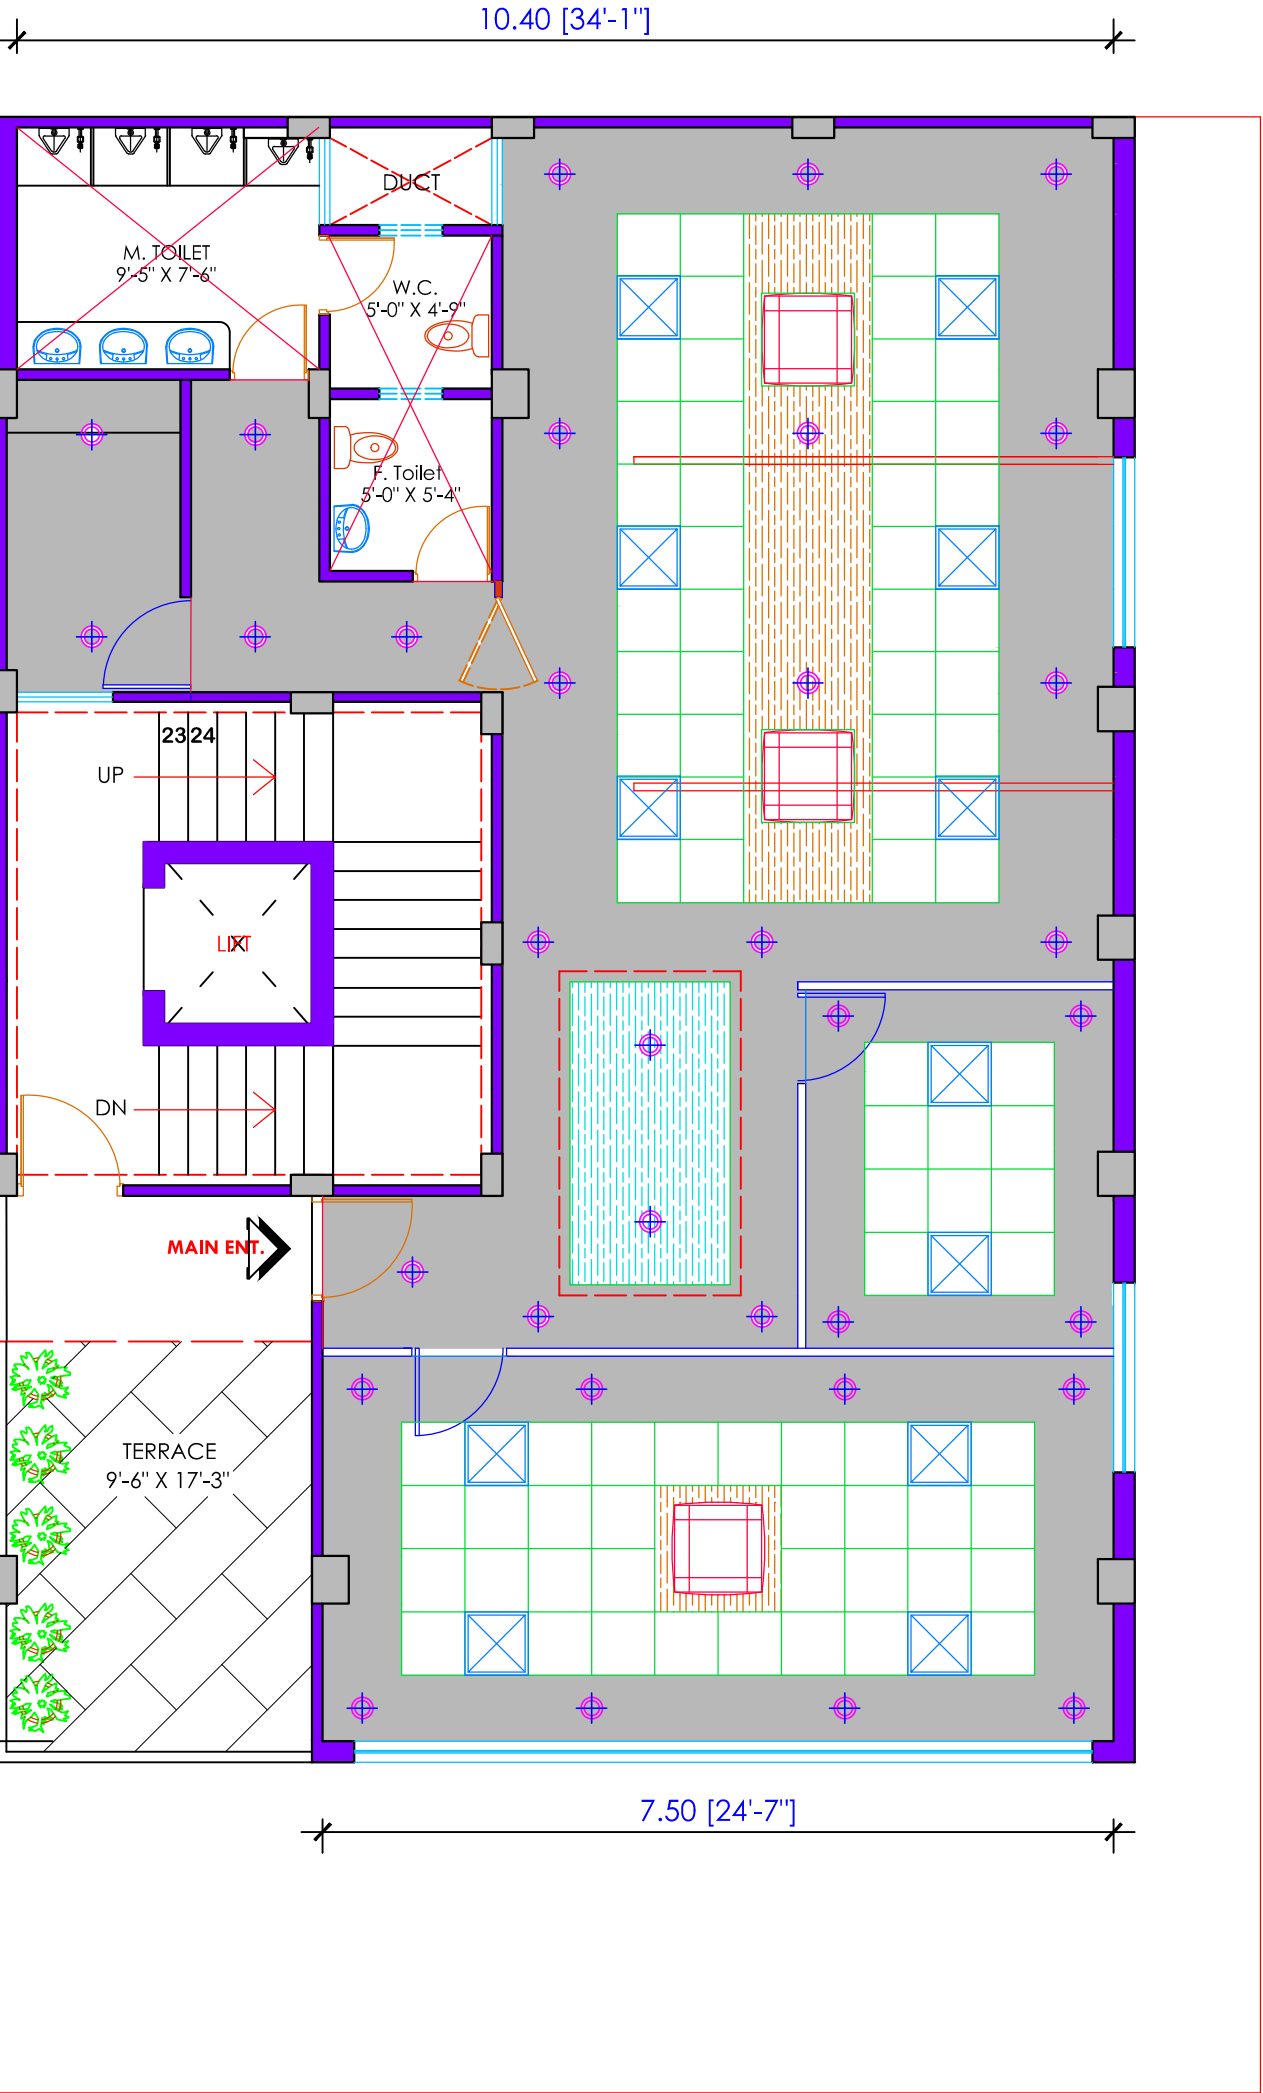 10.40 [34'-1"]
DUCT
M. TOILET
9'-5" X 7'-6"
W.C.
5'-0" X 4'-9"
F. Toilet
5'-0" X 5'-4"
23 24
UP
LIFT
DN
MAIN ENT.
TERRACE
9'-6" X 17'-3"
7.50 [24'-7"]